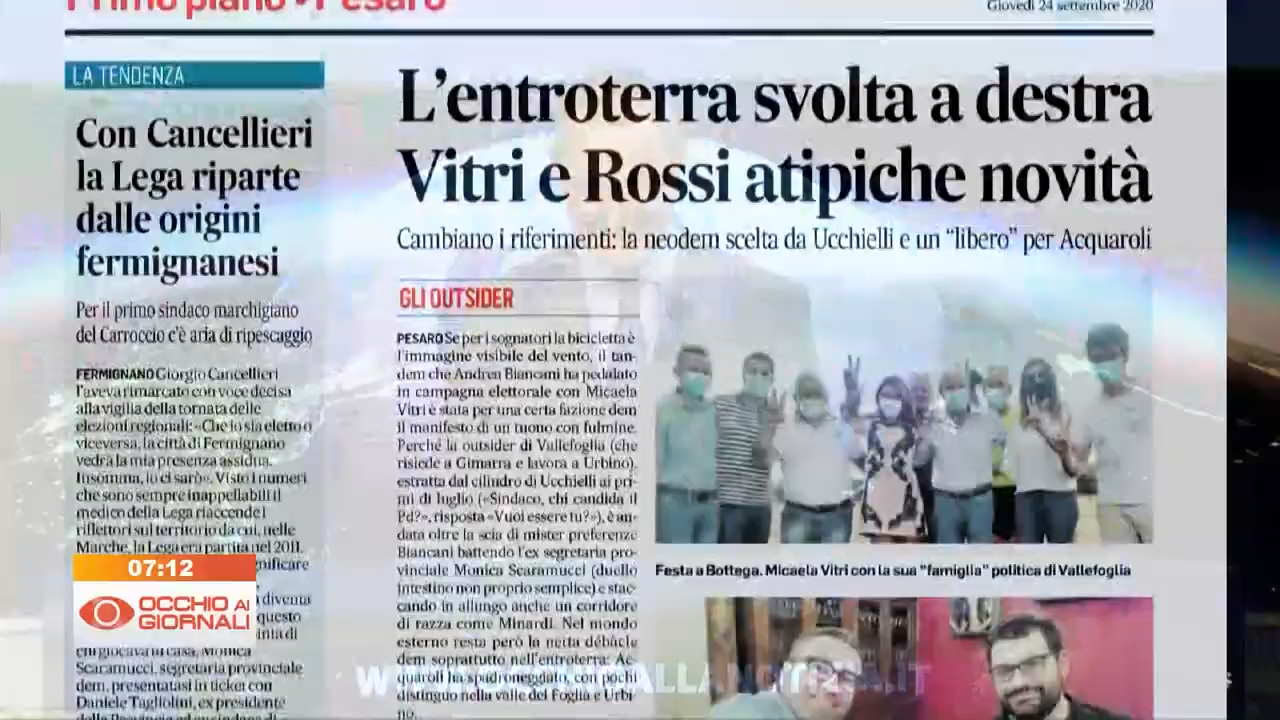 Primo piano • Pesaro
Giovedì 24 settembre 2020
LA TENDENZA
Con Cancellieri
la Lega riparte
dalle origini
fermignanesi
Per il primo sindaco marchigiano
del Carroccio c'è aria di ripescaggio
FERMIGNANO Giorgio Cancellieri
l'aveva rimarcato con voce decisa
alla vigilia della tornata delle
elezioni regionali: «Che io sia eletto o
viceversa, la città di Fermignano
vedrà la mia presenza assidua.
Insomma, io ci sarò». Visto i numeri
che sono sempre inappellabili il
medico della Lega riaccende i
riflettori sul territorio da cui, nelle
Marche, la Lega era partita nel 2011.
gnificare
diventa
questo
en giocava in casa, Monica
Scaramucci, segretaria provinciale
dem, presentatasi in ticket con
Daniele Tagliolini, ex presidente
L'entroterra svolta a destra
Vitri e Rossi atipiche novità
Cambiano i riferimenti: la neodem scelta da Ucchielli e un “libero” per Acquaroli
GLI OUTSIDER
PESARO Se per i sognatori la bicicletta è
l'immagine visibile del vento, il tan-
dem che Andrea Biancani ha pedalato
in campagna elettorale con Micaela
Vitri è stata per una certa fazione dem
il manifesto di un tuono con fulmine.
Perché la outsider di Vallefoglia (che
risiede a Gimarra e lavora a Urbino),
estratta dal cilindro di Ucchielli ai pri-
mi di luglio («Sindaco, chi candida il
Pd?», risposta «Vuoi essere tu?»), è an-
data oltre la scia di mister preferenze
Biancani battendo l'ex segretaria pro-
vinciale Monica Scaramucci (duello
intestino non proprio semplice) e stac-
cando in allungo anche un corridore
di razza come Minardi. Nel mondo
esterno resta però la netta débâcle
dem soprattutto nell'entroterra: Ac-
quaroli ha spadroneggiato, con pochi
distinguo nella valle del Foglia e Urbi-
no.
Festa a Bottega. Micaela Vitri con la sua “famiglia” politica di Vallefoglia
07:12
OCCHIO AI
GIORNALI